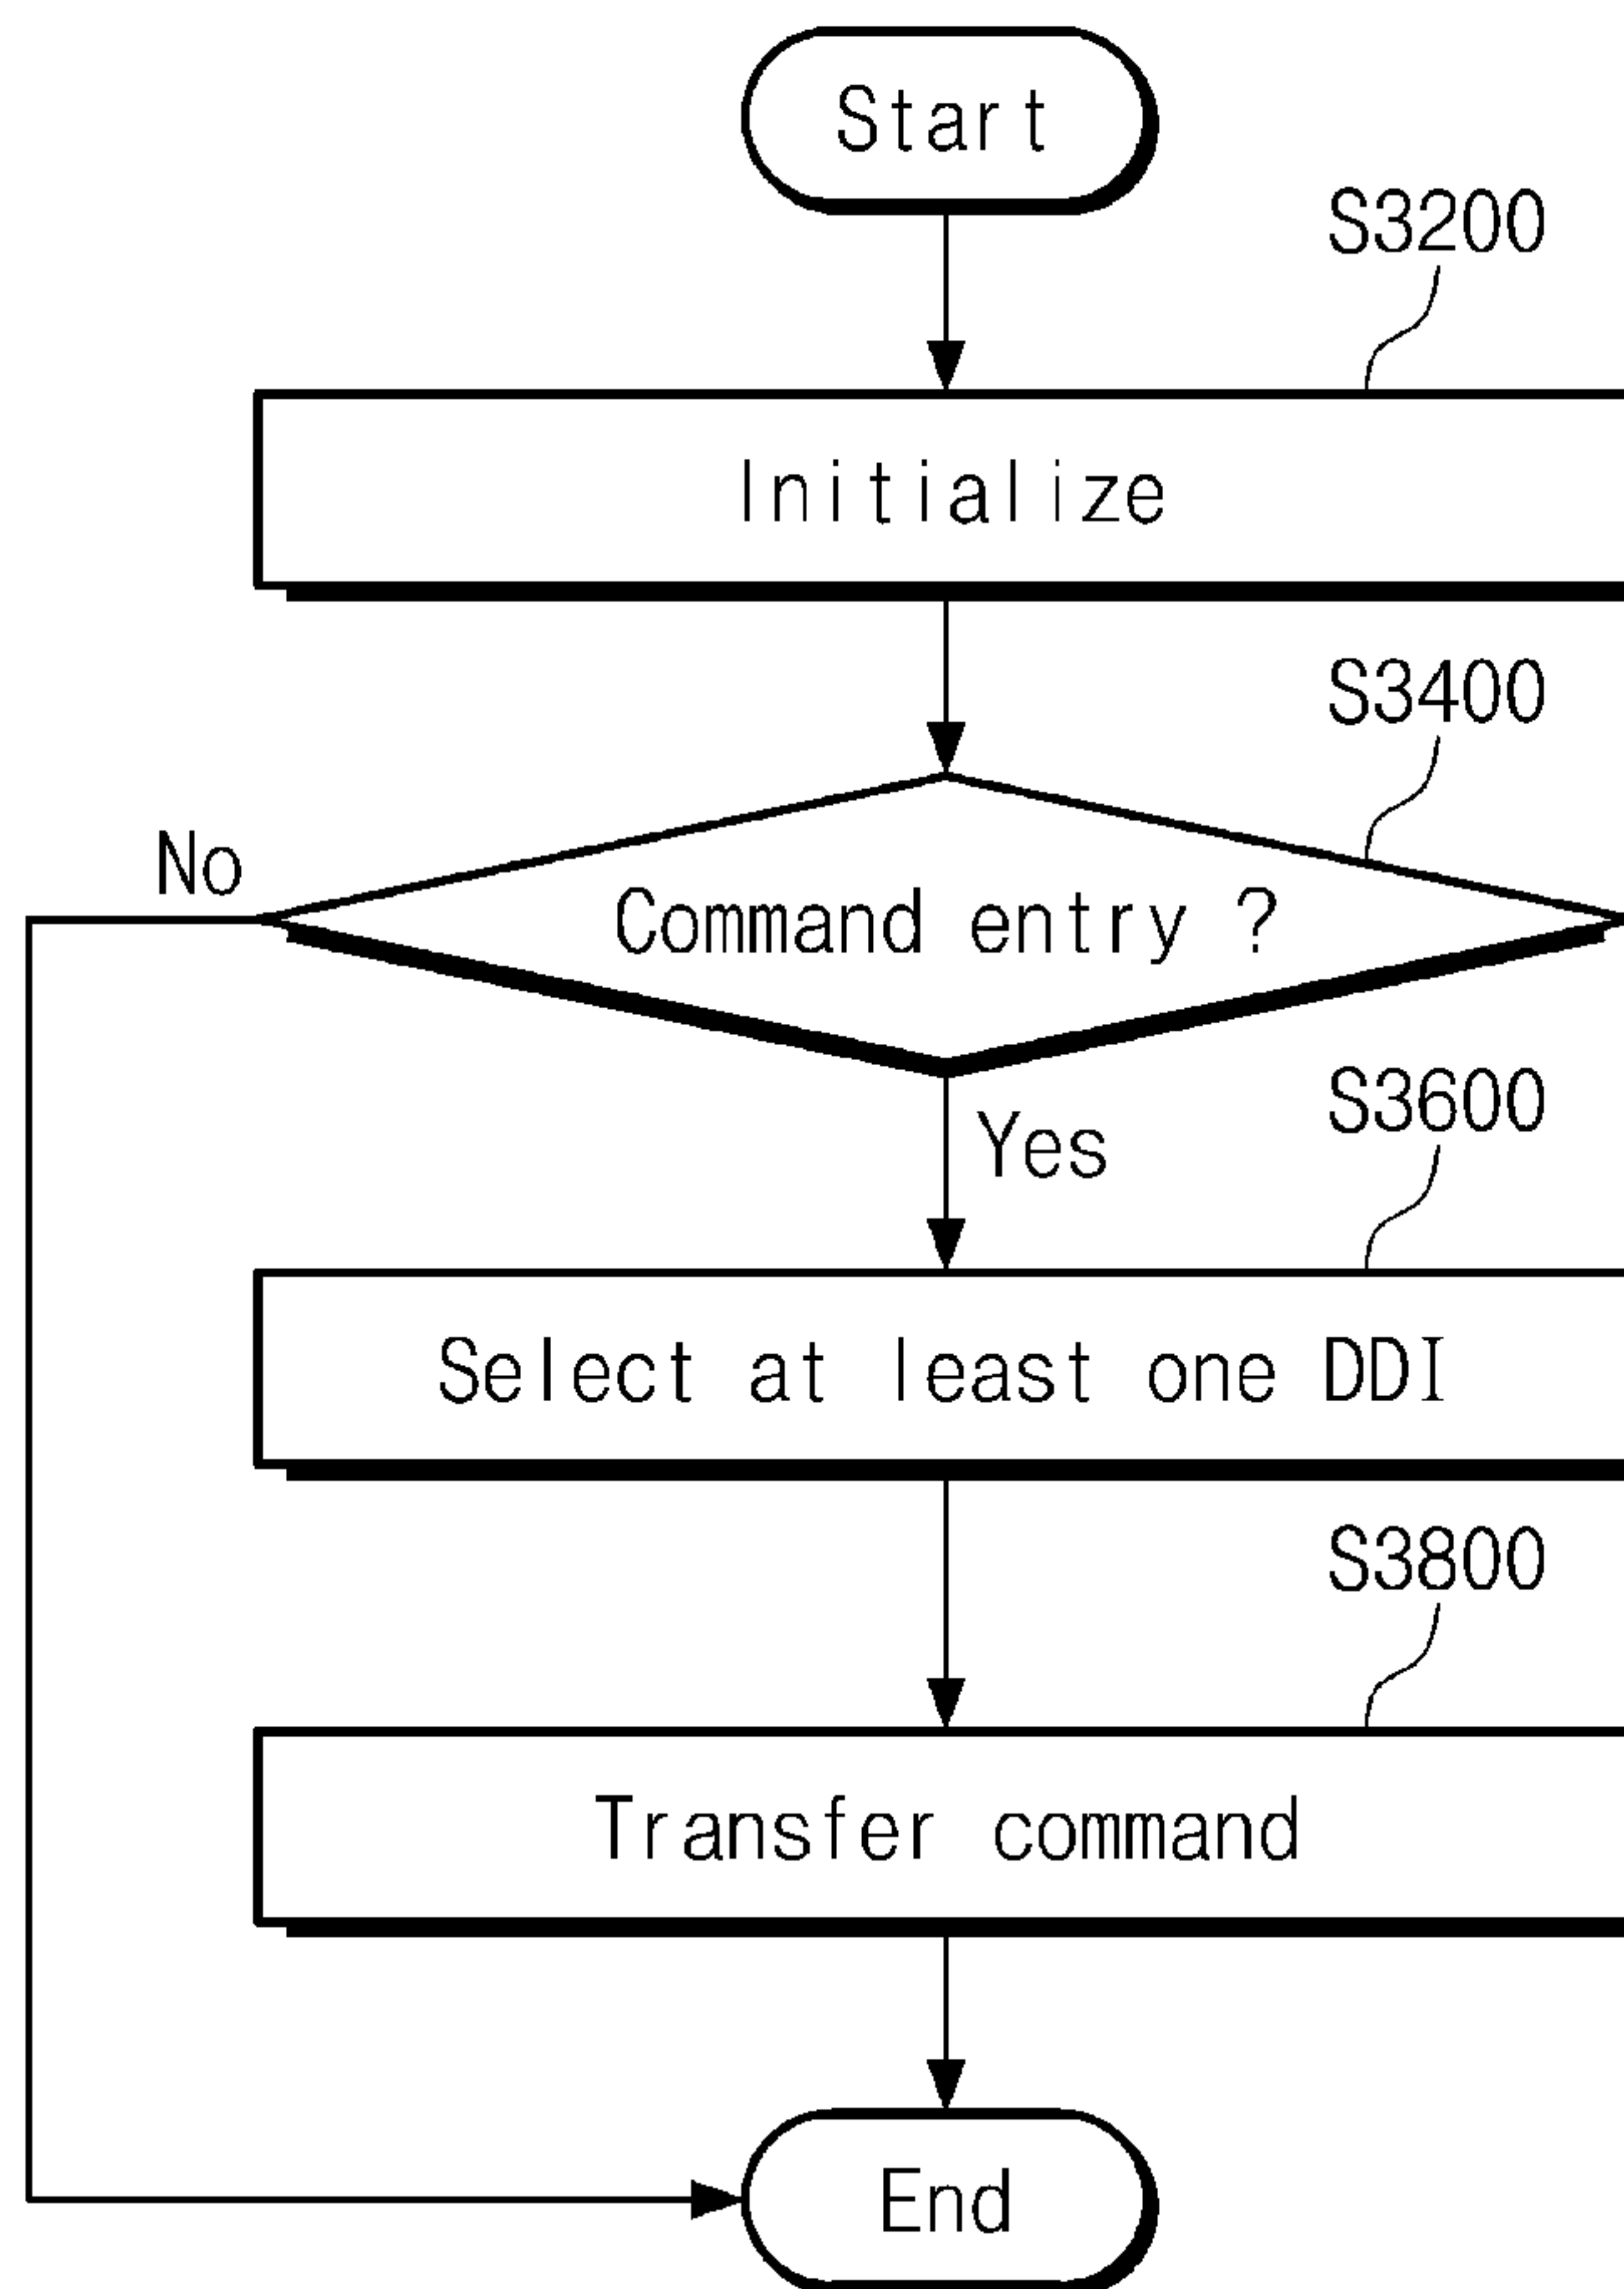 Start
S3200
Initialize
S3400
No
Command entry ?
Yes
S3600
Select at least one DDI
S3800
Transfer command
End